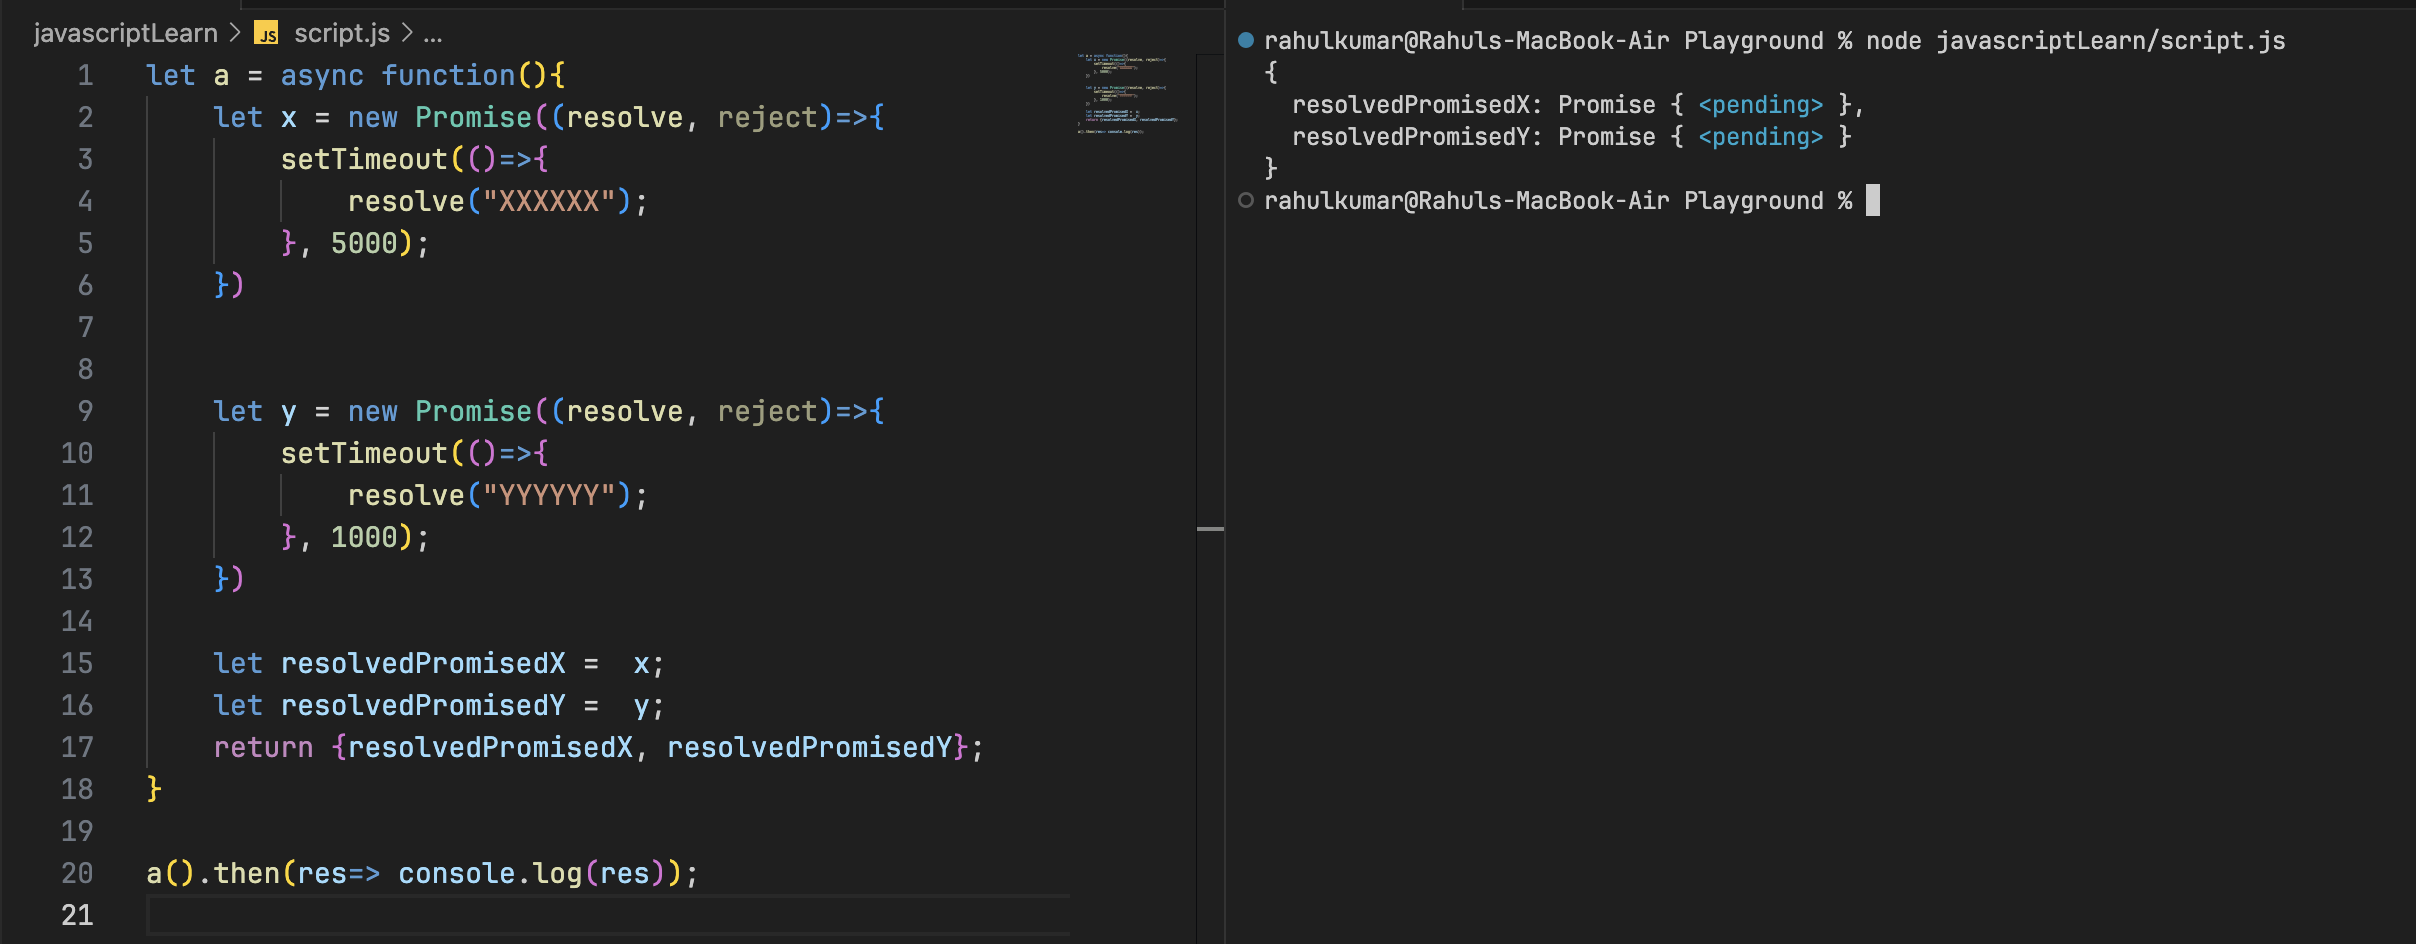 javascriptLearn > JS script.js > ...
1 let a = async function(){
2 let x = new Promise((resolve, reject)=>{
3 setTimeout(()=>{
4 resolve("XXXXXX");
5 }, 5000);
6 })
7
8
9 let y = new Promise((resolve, reject)=>{
10 setTimeout(()=>{
11 resolve("YYYYYY");
12 }, 1000);
13 })
14
15 let resolvedPromisedX =  x;
16 let resolvedPromisedY =  y;
17 return {resolvedPromisedX, resolvedPromisedY};
18 }
19
20 a().then(res=> console.log(res));
21
rahulkumar@Rahuls-MacBook-Air Playground % node javascriptLearn/script.js
{
resolvedPromisedX: Promise { <pending> },
resolvedPromisedY: Promise { <pending> }
}
rahulkumar@Rahuls-MacBook-Air Playground %